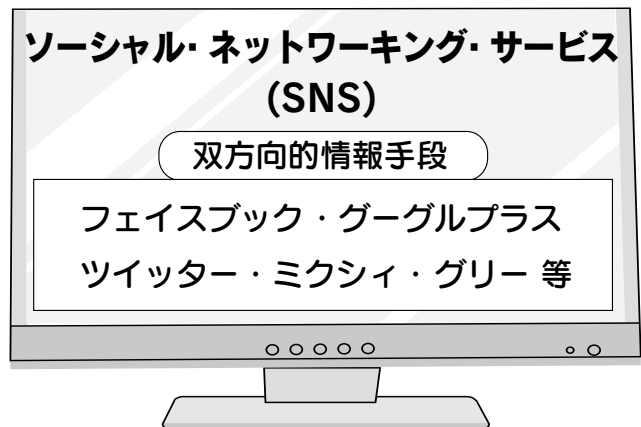 ソーシャル・ネットワーキング・サービス
(SNS)
双方向的情報手段
フェイスブック・グーグルプラス
ツイッター・ミクシィ・グリー 等